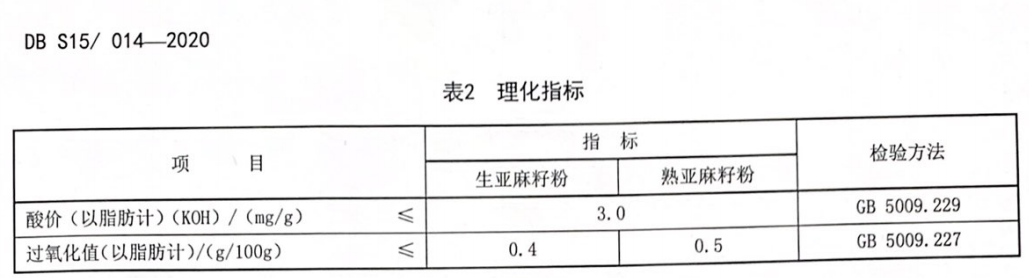 DB S15/ 014—2020
表2 理化指标
项 目 指 标 检验方法
生亚麻籽粉 熟亚麻籽粉
酸价（以脂肪计）（KOH）/（mg/g） ≤ 3.0 GB 5009.229
过氧化值(以脂肪计)/(g/100g) ≤ 0.4 0.5 GB 5009.227